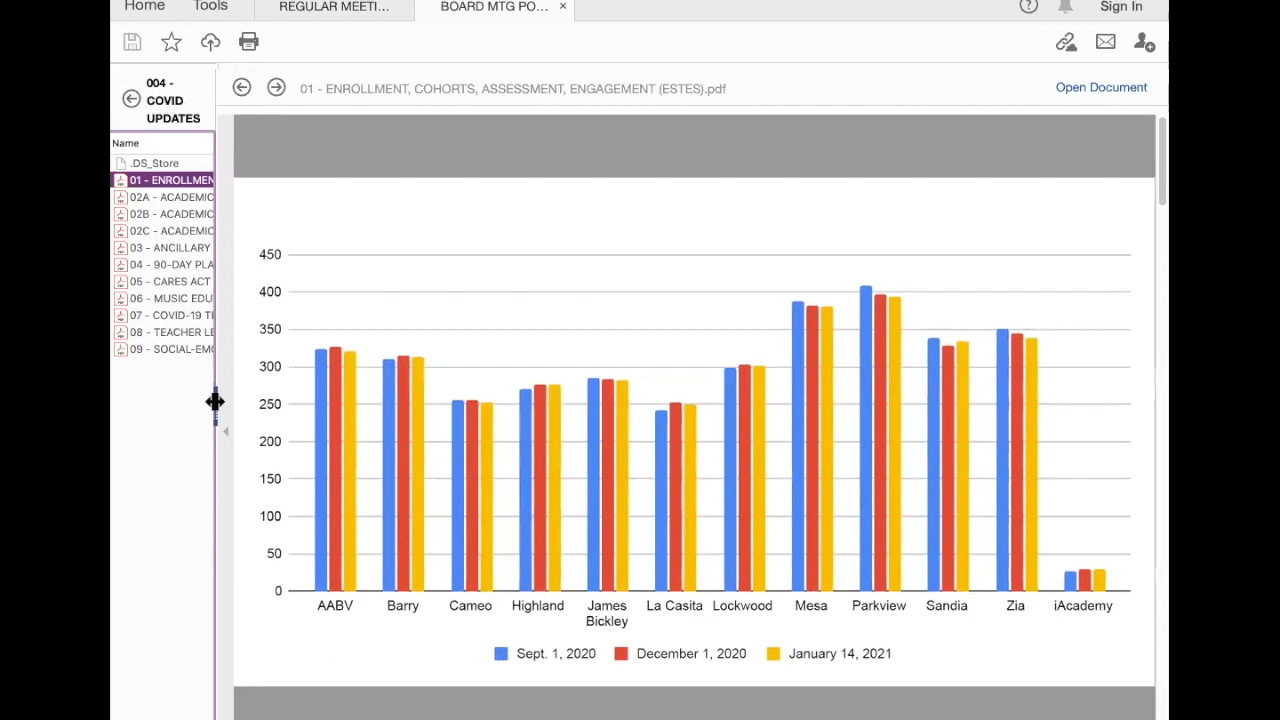 Home Tools REGULAR MEETI... BOARD MTG PO... × Sign In
004 -
COVID
UPDATES
01 - ENROLLMENT, COHORTS, ASSESSMENT, ENGAGEMENT (ESTES).pdf Open Document
Name
.DS_Store
01 - ENROLLMEN
02A - ACADEMIC
02B - ACADEMIC
02C - ACADEMIC
03 - ANCILLARY
04 - 90-DAY PLA
05 - CARES ACT
06 - MUSIC EDU
07 - COVID-19 T
08 - TEACHER LE
09 - SOCIAL-EMO
450
400
350
300
250
200
150
100
50
0
AABV Barry Cameo Highland James Bickley La Casita Lockwood Mesa Parkview Sandia Zia iAcademy
Sept. 1, 2020 December 1, 2020 January 14, 2021